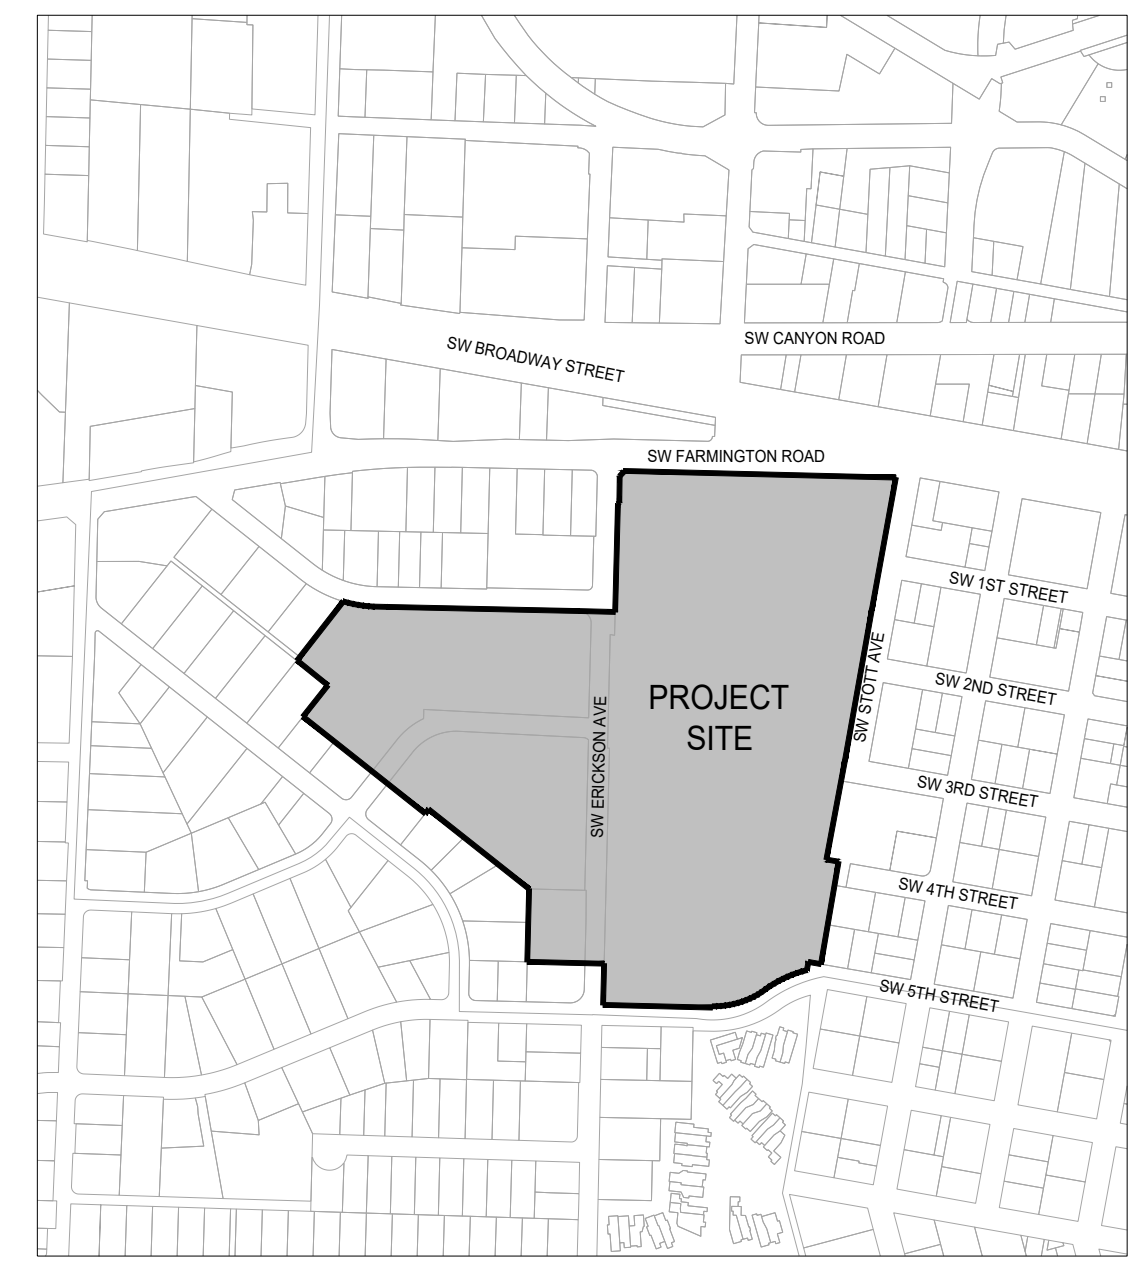 SW CANYON ROAD
SW BROADWAY STREET
SW FARMINGTON ROAD
SW 1ST STREET
SW STOTT AVE
PROJECT
SITE
SW 2ND STREET
SW ERICKSON AVE
SW 3RD STREET
SW 4TH STREET
SW 5TH STREET